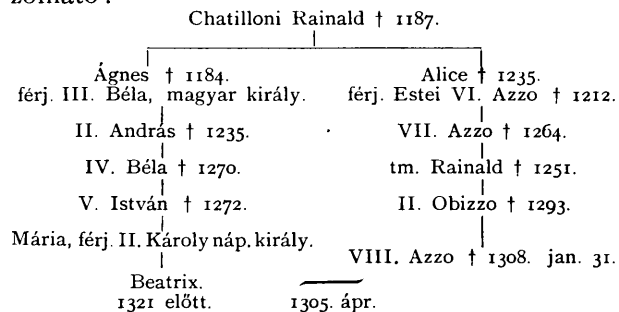 Chatilloni Rainald † 1187.
Ágnes † 1184.
férj. III. Béla, magyar király.
II. András † 1235.
IV. Béla † 1270.
V. István † 1272.
Mária, férj. II. Károly náp. király.
Beatrix.
1321 előtt.
Alice † 1235.
férj. Estei VI. Azzo † 1212.
VII. Azzo † 1264.
tm. Rainald † 1251.
II. Obizzo † 1293.
VIII. Azzo † 1308. jan. 31.
1305. ápr.